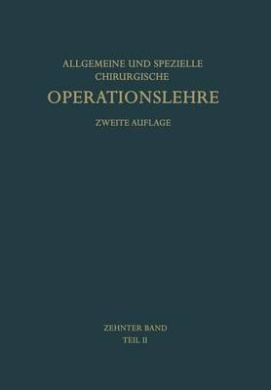 ALLGEMEINE UND SPEZIELLE
CHIRURGISCHE
OPERATIONSLEHRE
ZWEITE AUFLAGE
ZEHNTER BAND
TEIL II